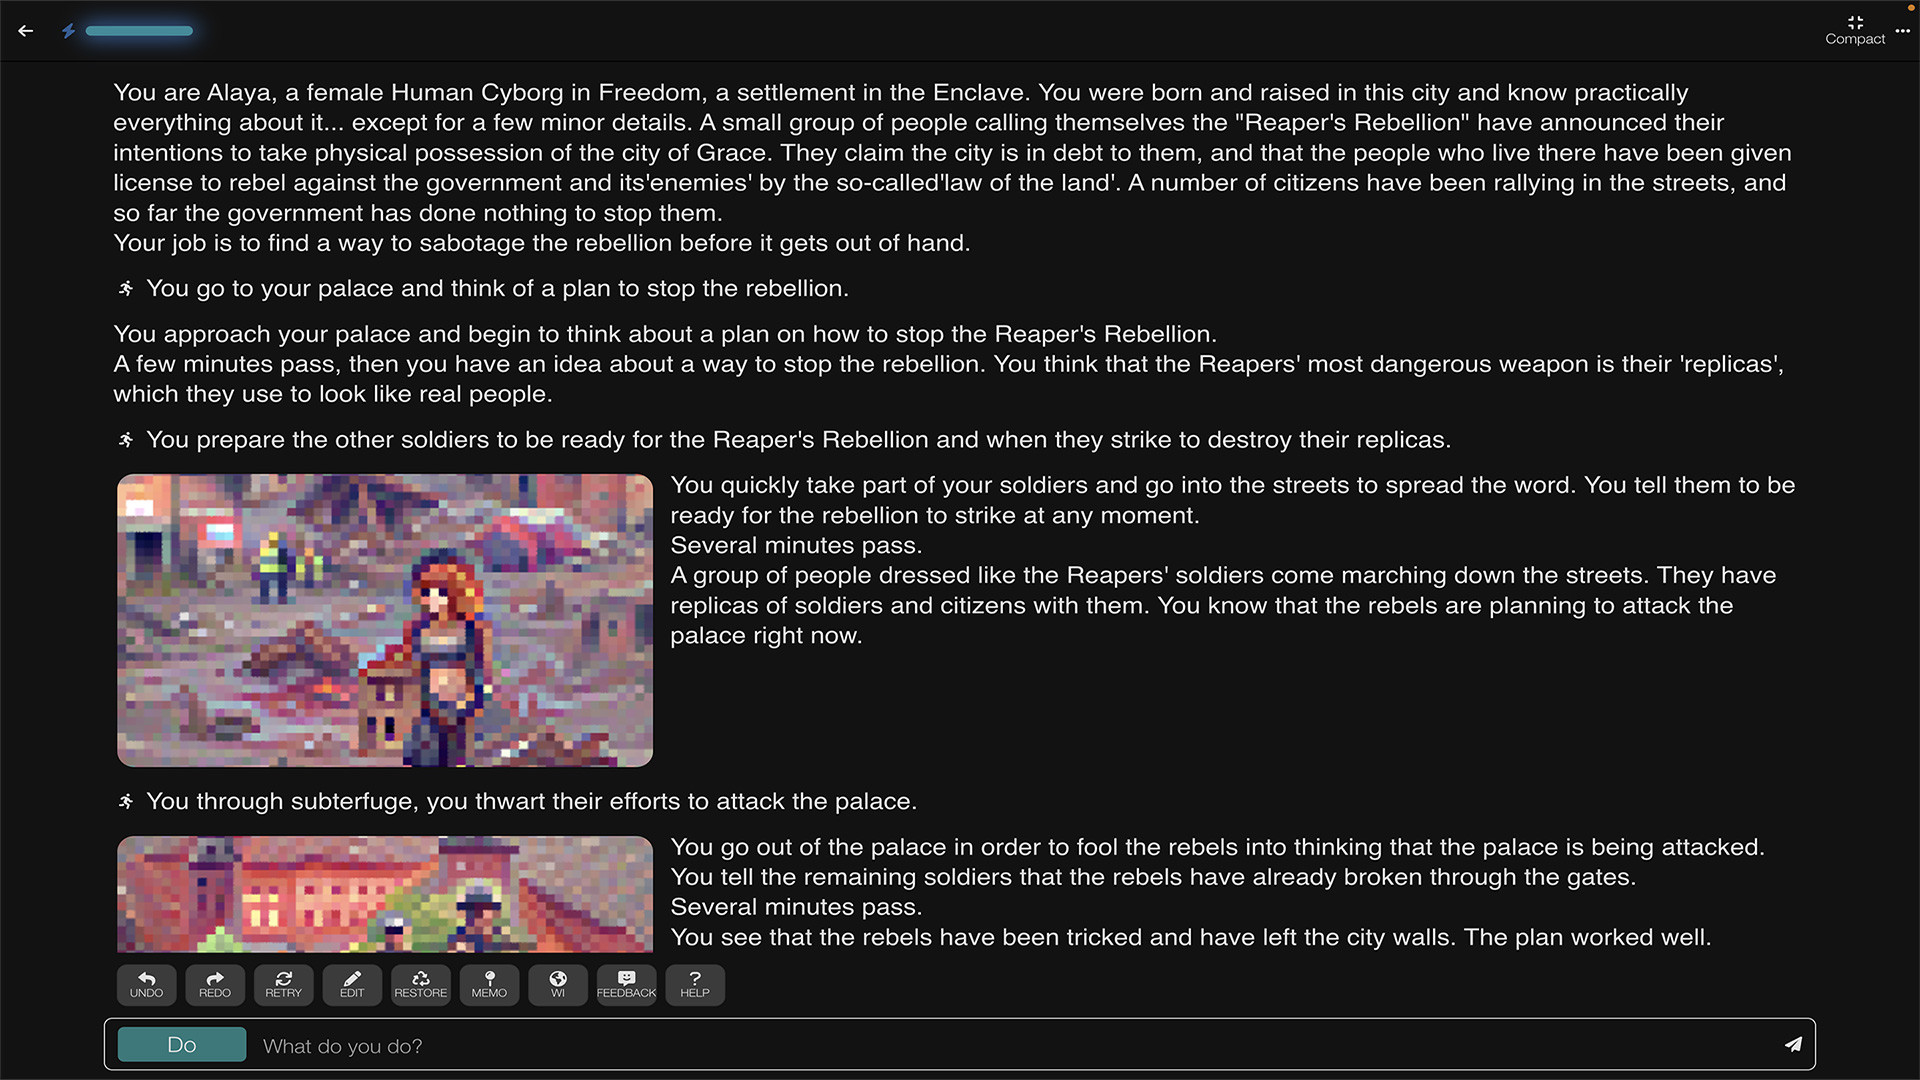 Compact
You are Alaya, a female Human Cyborg in Freedom, a settlement in the Enclave. You were born and raised in this city and know practically
everything about it... except for a few minor details. A small group of people calling themselves the "Reaper's Rebellion" have announced their
intentions to take physical possession of the city of Grace. They claim the city is in debt to them, and that the people who live there have been given
license to rebel against the government and its'enemies' by the so-called'law of the land'. A number of citizens have been rallying in the streets, and
so far the government has done nothing to stop them.
Your job is to find a way to sabotage the rebellion before it gets out of hand.
You go to your palace and think of a plan to stop the rebellion.
You approach your palace and begin to think about a plan on how to stop the Reaper's Rebellion.
A few minutes pass, then you have an idea about a way to stop the rebellion. You think that the Reapers' most dangerous weapon is their 'replicas',
which they use to look like real people.
You prepare the other soldiers to be ready for the Reaper's Rebellion and when they strike to destroy their replicas.
You quickly take part of your soldiers and go into the streets to spread the word. You tell them to be
ready for the rebellion to strike at any moment.
Several minutes pass.
A group of people dressed like the Reapers' soldiers come marching down the streets. They have
replicas of soldiers and citizens with them. You know that the rebels are planning to attack the
palace right now.
You through subterfuge, you thwart their efforts to attack the palace.
You go out of the palace in order to fool the rebels into thinking that the palace is being attacked.
You tell the remaining soldiers that the rebels have already broken through the gates.
Several minutes pass.
You see that the rebels have been tricked and have left the city walls. The plan worked well.
UNDO REDO RETRY EDIT RESTORE MEMO WI FEEDBACK HELP
Do What do you do?